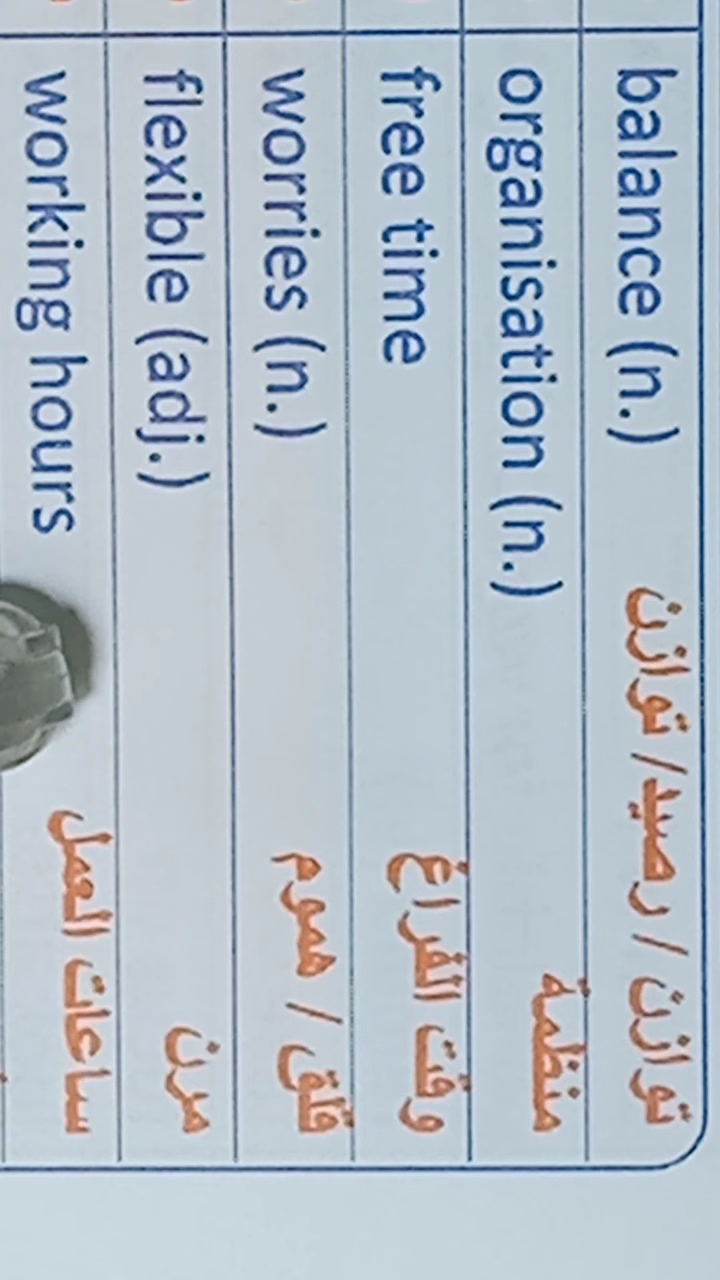 balance (n.) توازن / رصيد / توازن
organisation (n.) منظمة
free time وقت الفراغ
worries (n.) قلق / هموم
flexible (adj.) مرن
working hours ساعات العمل